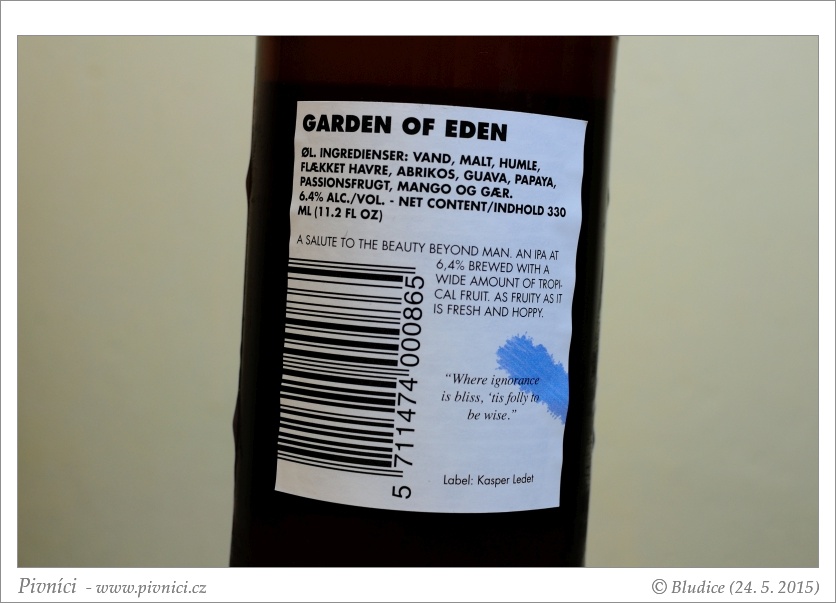 GARDEN OF EDEN
ØL. INGREDIENSER: VAND, MALT, HUMLE,
FLÆKKET HAVRE, ABRIKOS, GUAVA, PAPAYA,
PASSIONSFRUGT, MANGO OG GÆR.
6.4% ALC./VOL. - NET CONTENT/INDHOLD 330
ML (11.2 FL OZ)
A SALUTE TO THE BEAUTY BEYOND MAN. AN IPA AT
6,4% BREWED WITH A
WIDE AMOUNT OF TROPI-
CAL FRUIT. AS FRUITY AS IT
IS FRESH AND HOPPY.
5 711474 000865
"Where ignorance
is bliss, 'tis folly to
be wise."
Label: Kasper Ledet
Pivníci - www.pivnici.cz
© Bludice (24. 5. 2015)